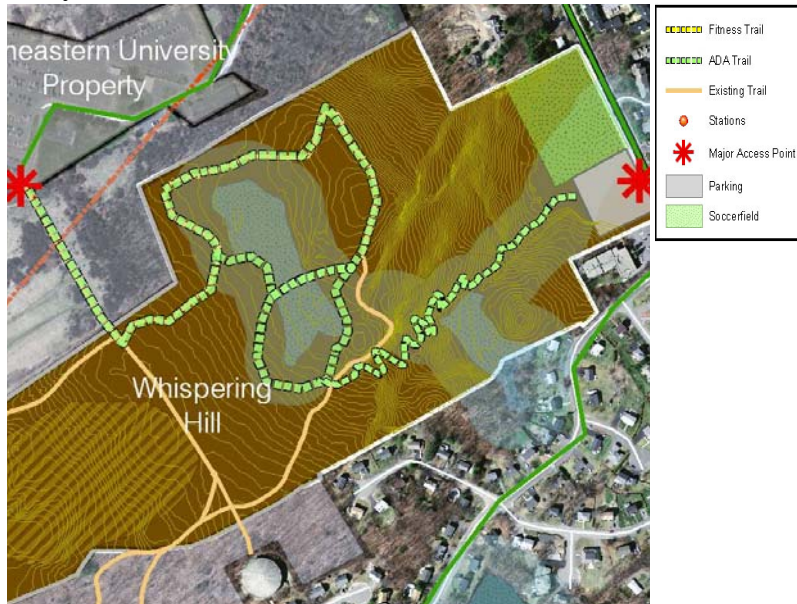 heastern University
Property
Whispering
Hill
Fitness Trail
ADA Trail
Existing Trail
Stations
Major Access Point
Parking
Soccerfield